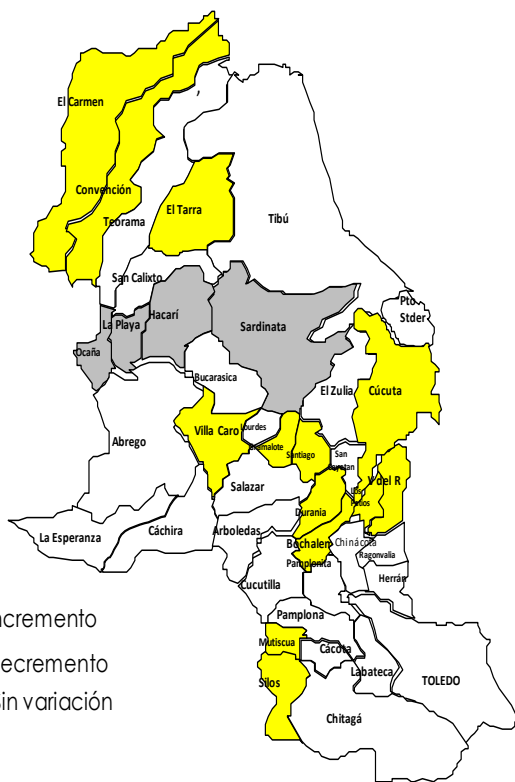 El Carmen
Convención
El Tarra
Teorama
Tibú
San Calixto
Pto
Stder
La Playa
Hacarí
Sardinata
Ocaña
Bucarasica
El Zulia
Cúcuta
Abrego
Villa Caro
Lourdes
Santiago
San
Salazar
V del R
Los
Durania
La Esperanza
Cáchira
Arboledas
Bochalem
Chinácota
Ragonvalia
Pamplonita
Cucutilla
Herrán
Pamplona
ncremento
Mutiscua
Cácota
ecremento
Labateca
Silos
TOLEDO
in variación
Chitagá